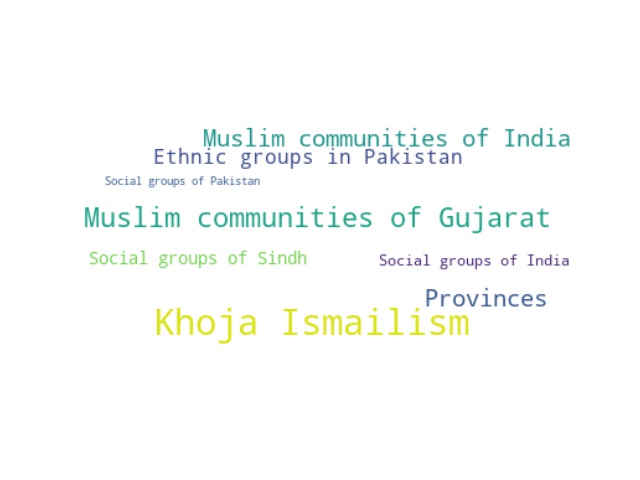 Muslim communities of India
Ethnic groups in Pakistan
Social groups of Pakistan
Muslim communities of Gujarat
Social groups of Sindh
Social groups of India
Provinces
Khoja Ismailism